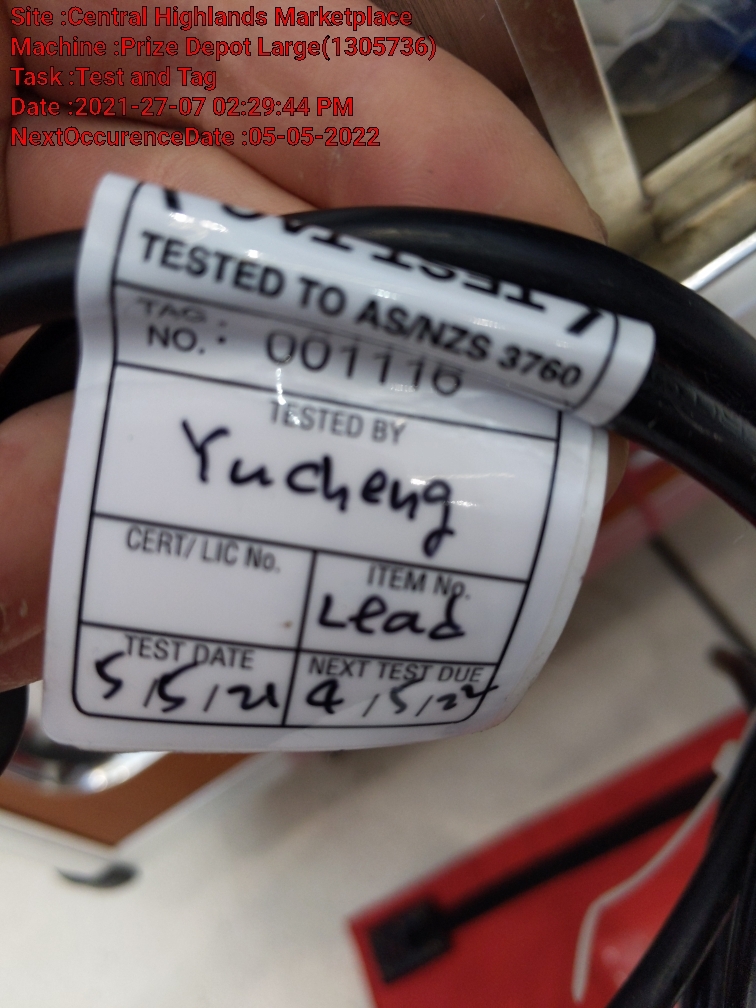 Site :Central Highlands Marketplace
Machine :Prize Depot Large(1305736)
Task :Test and Tag
Date :2021-27-07 02:29:44 PM
NextOccurenceDate :05-05-2022
TESTED TO AS/NZS 3760
TAG NO. : 001116
TESTED BY
Yucheng
CERT/ LIC No.
ITEM No.
Lead
TEST DATE
NEXT TEST DUE
5/5/21
4/5/22